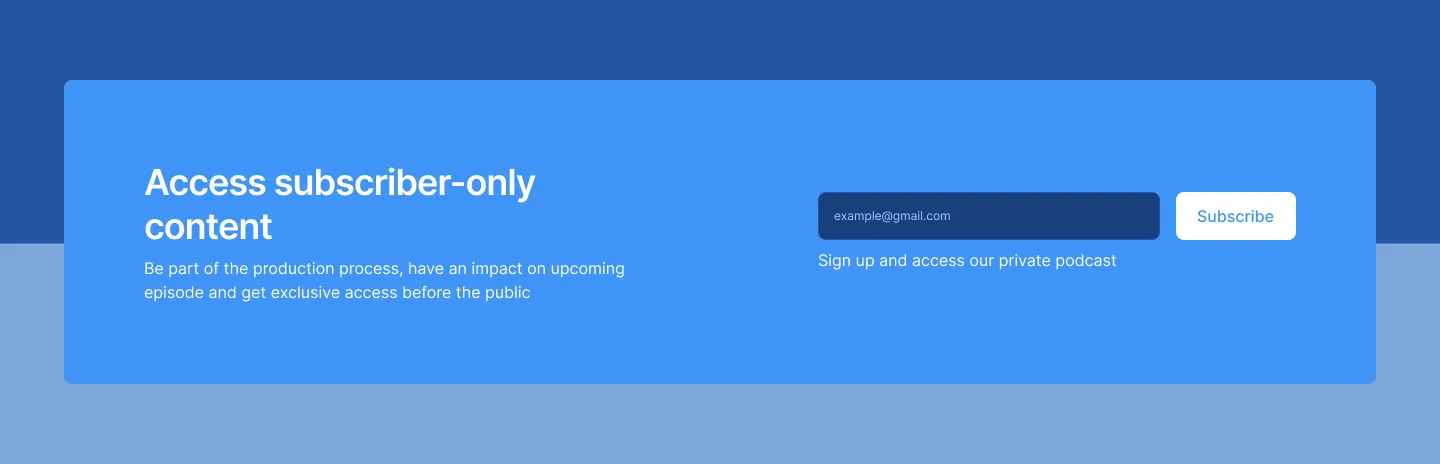 Access subscriber-only
content
Be part of the production process, have an impact on upcoming
episode and get exclusive access before the public
example@gmail.com
Subscribe
Sign up and access our private podcast